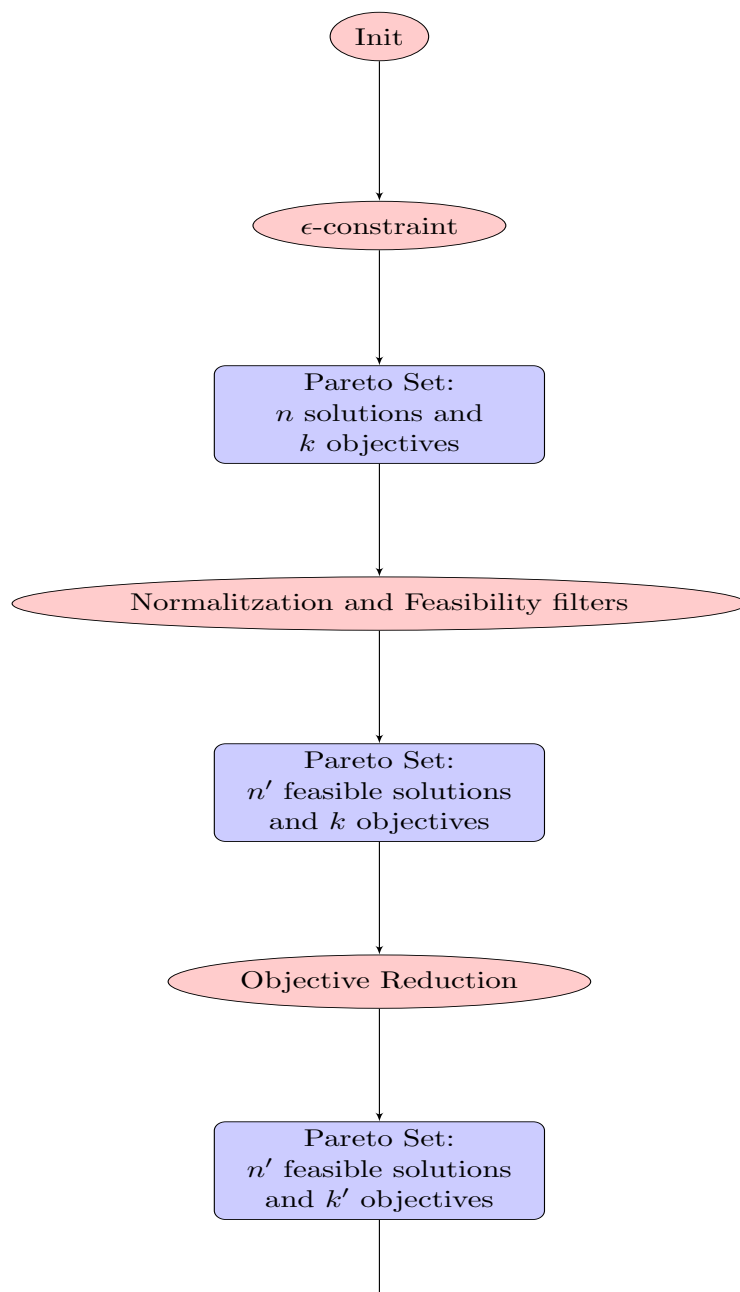 Init
ϵ-constraint
Pareto Set:
n solutions and
k objectives
Normalitzation and Feasibility filters
Pareto Set:
n′ feasible solutions
and k objectives
Objective Reduction
Pareto Set:
n′ feasible solutions
and k′ objectives